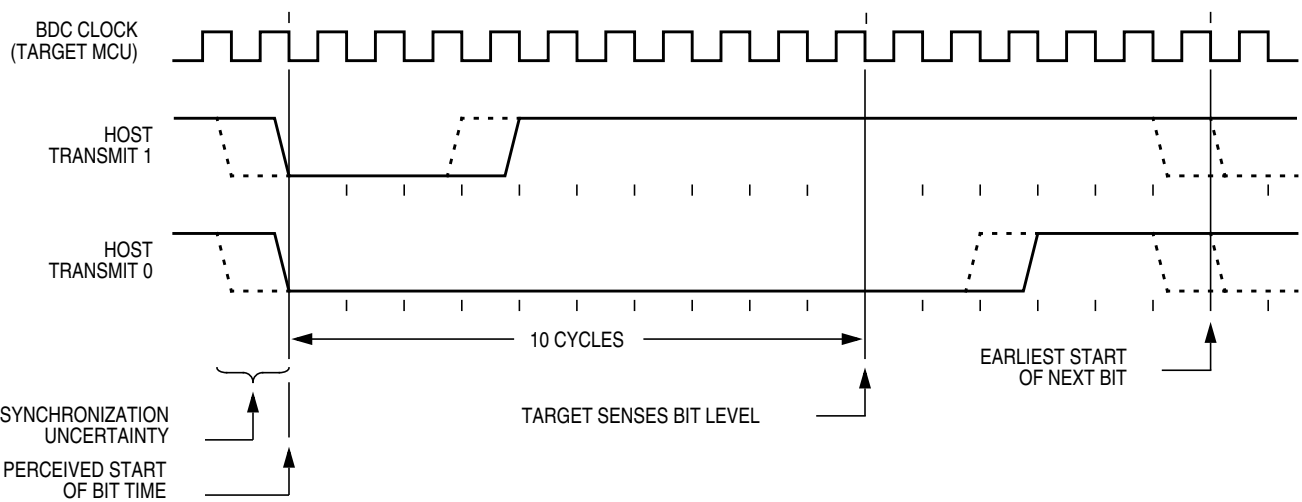 BDC CLOCK
(TARGET MCU)
HOST
TRANSMIT 1
HOST
TRANSMIT 0
10 CYCLES
EARLIEST START
OF NEXT BIT
SYNCHRONIZATION
UNCERTAINTY
TARGET SENSES BIT LEVEL
PERCEIVED START
OF BIT TIME